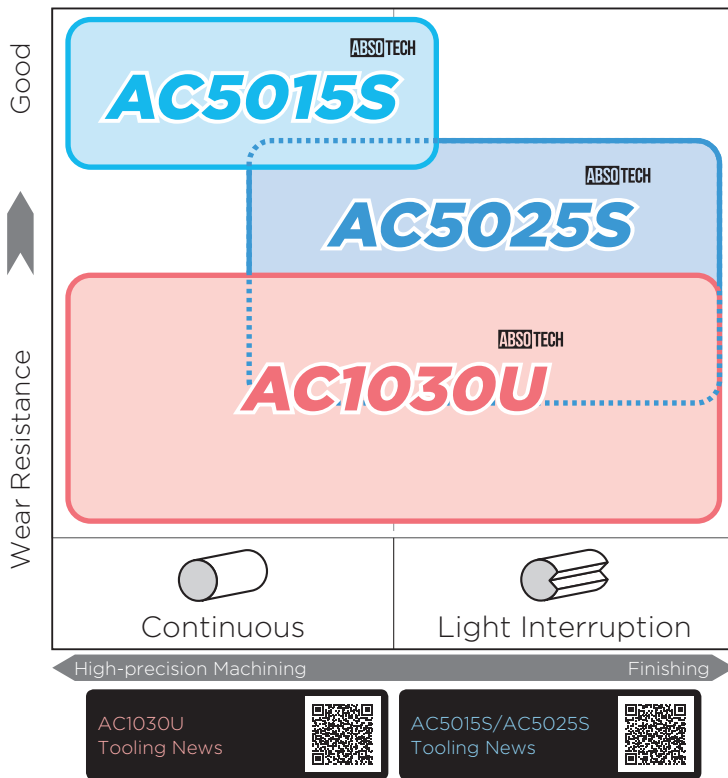 Good
Wear Resistance
ABSOTECH
AC5015S
ABSOTECH
AC5025S
ABSOTECH
AC1030U
Continuous
Light Interruption
High-precision Machining
Finishing
AC1030U
Tooling News
AC5015S/AC5025S
Tooling News